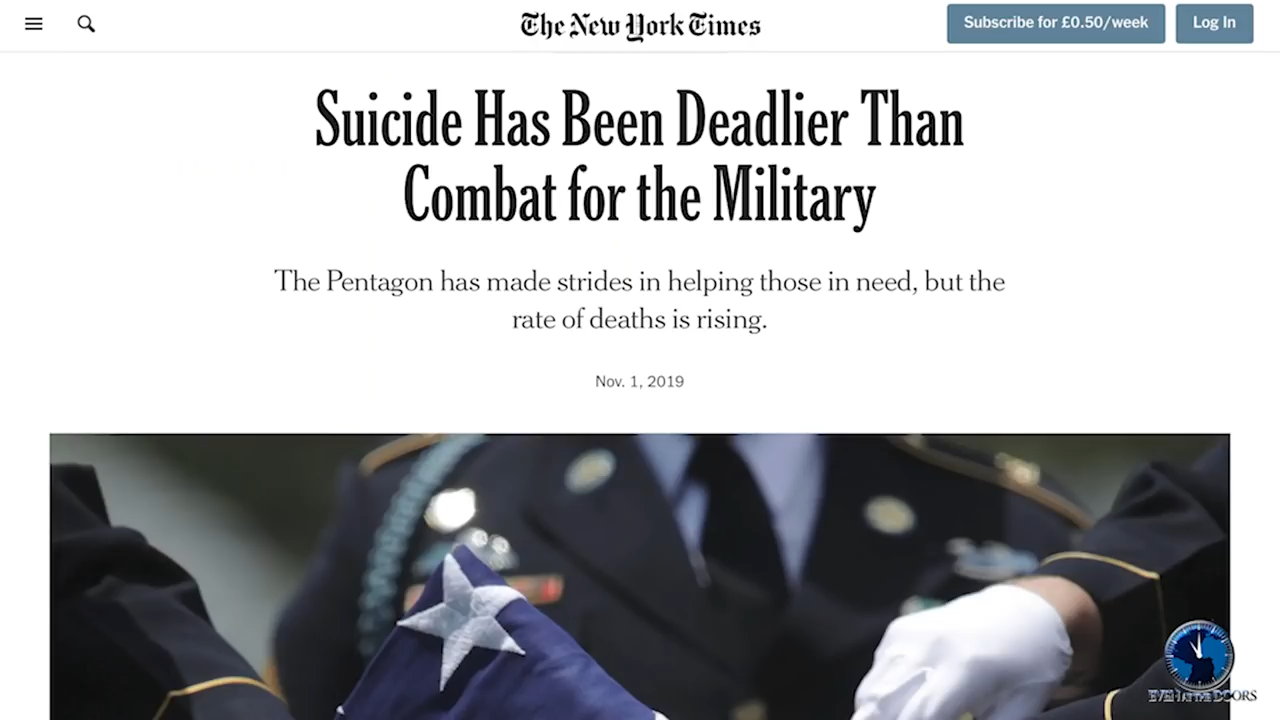 The New York Times
Subscribe for £0.50/week
Log In
Suicide Has Been Deadlier Than
Combat for the Military
The Pentagon has made strides in helping those in need, but the
rate of deaths is rising.
Nov. 1, 2019
DOORS